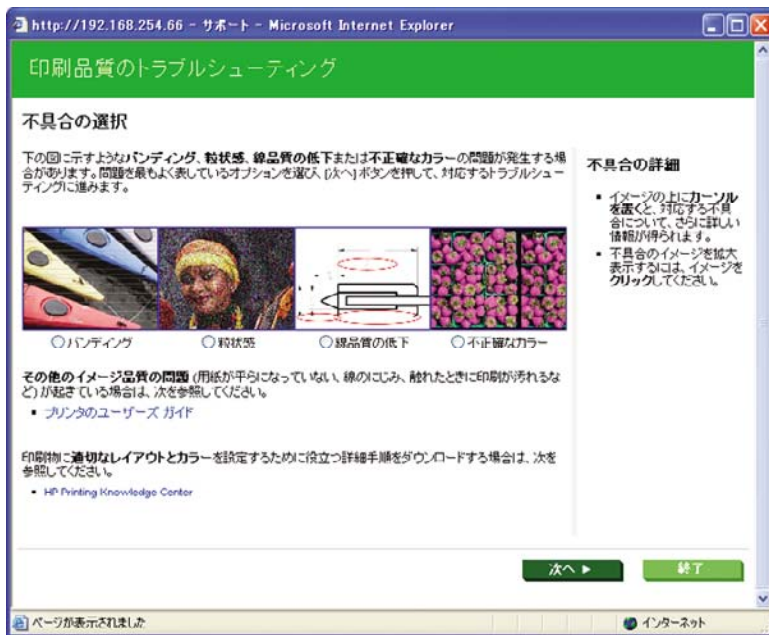 http://192.168.254.66 - サポート - Microsoft Internet Explorer
印刷品質のトラブルシューティング
不具合の選択
下の図に示すようなバンディング、粒状感、線品質の低下または不正確なカラーの問題が発生する場
合があります。問題を最もよく表しているオプションを選び、[次へ] ボタンを押して、対応するトラブルシュー
ティングに進みます。
バンディング
粒状感
線品質の低下
不正確なカラー
その他のイメージ品質の問題 (用紙が平らになっていない、線のにじみ、触れたときに印刷が汚れるな
ど) が起きている場合は、次を参照してください。
▪ プリンタのユーザーズ ガイド
印刷物に適切なレイアウトとカラーを設定するために役立つ詳細手順をダウンロードする場合は、次を
参照してください。
▪ HP Printing Knowledge Center
不具合の詳細
▪ イメージの上にカーソル
を置くと、対応する不具
合について、さらに詳しい
情報が得られます。
▪ 不具合のイメージを拡大
表示するには、イメージを
クリックしてください。
次へ ▶
終了
ページが表示されました
インターネット